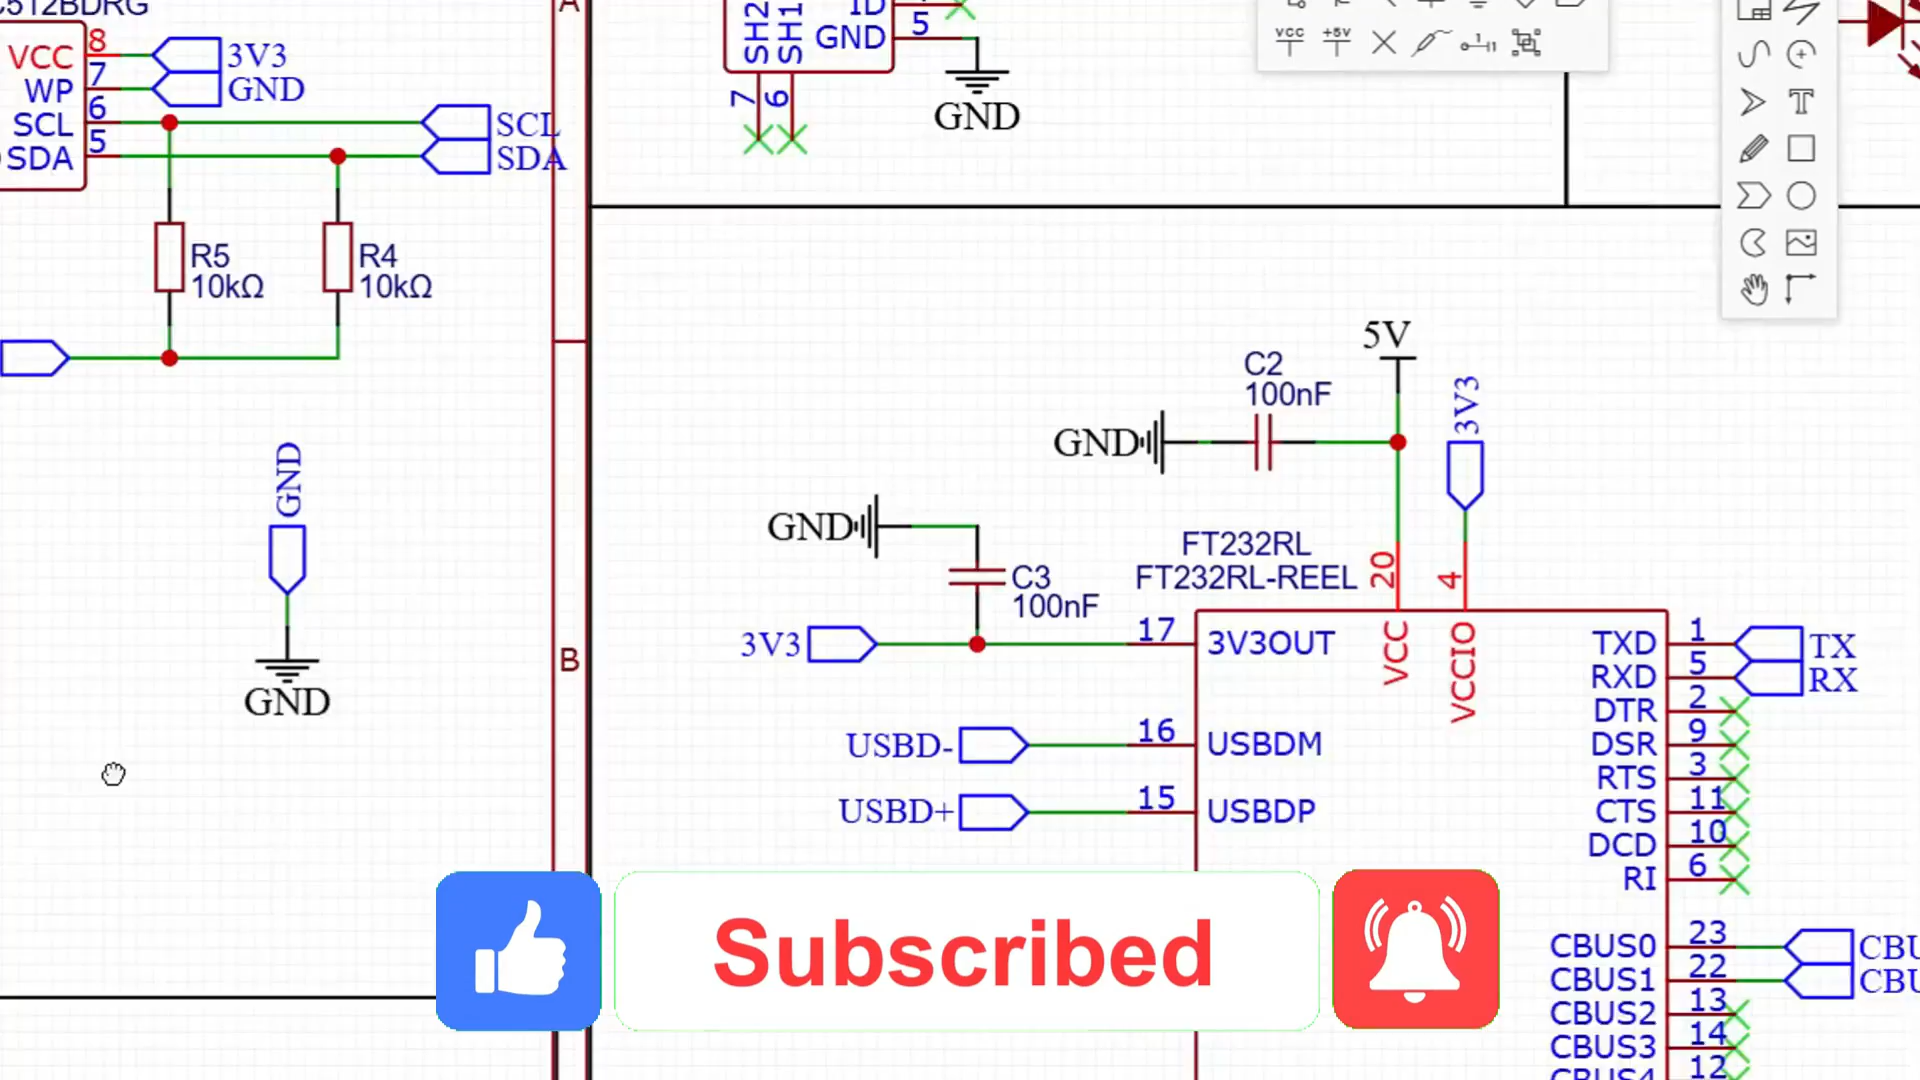 VCC 8 3V3
WP 7 GND
SCL 6 SCL
SDA 5 SDA
R5
10kΩ
R4
10kΩ
GND
GND
A
B
SH2
SH1
ID
GND 5
7
6
GND
VCC
+5V
T
5V
C2
100nF
GND
3V3
GND
C3
100nF
FT232RL
FT232RL-REEL
20
4
3V3 17 3V3OUT
VCC
VCCIO
USBD- 16 USBDM
USBD+ 15 USBDP
TXD 1 TX
RXD 5 RX
DTR 2
DSR 9
RTS 3
CTS 11
DCD 10
RI 6
CBUS0 23
CBUS1 22
CBUS2 13
CBUS3 14
CBUS4 12
Subscribed